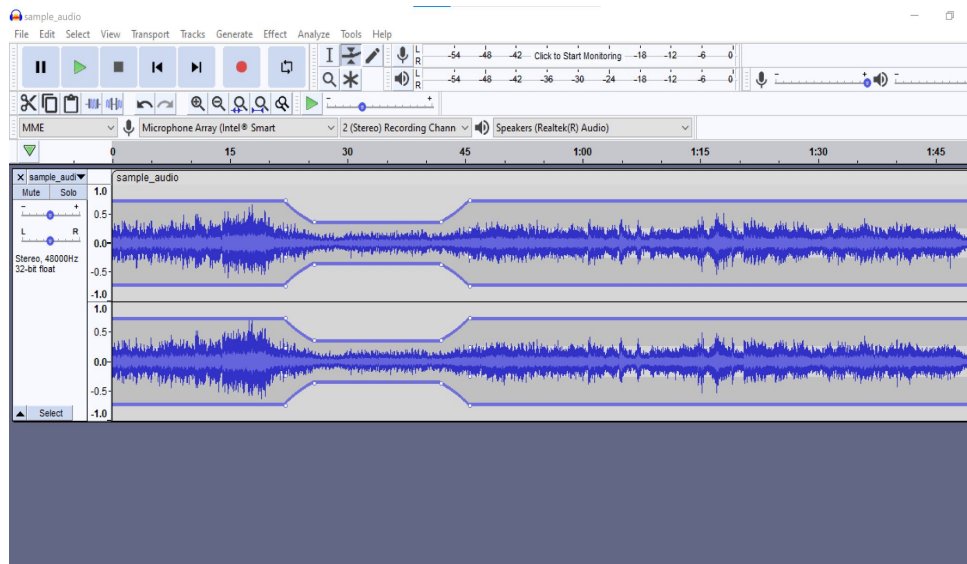 sample_audio
File Edit Select View Transport Tracks Generate Effect Analyze Tools Help
L R -54 -48 -42 Click to Start Monitoring -18 -12 -6 0
L R -54 -48 -42 -36 -30 -24 -18 -12 -6 0
- +
- +
MME Microphone Array (Intel® Smart 2 (Stereo) Recording Chann Speakers (Realtek(R) Audio)
0 15 30 45 1:00 1:15 1:30 1:45
X sample_audi sample_audio
Mute Solo
- +
L R
Stereo, 48000Hz
32-bit float
1.0
0.5
0.0
-0.5
-1.0
1.0
0.5
0.0
-0.5
-1.0
Select